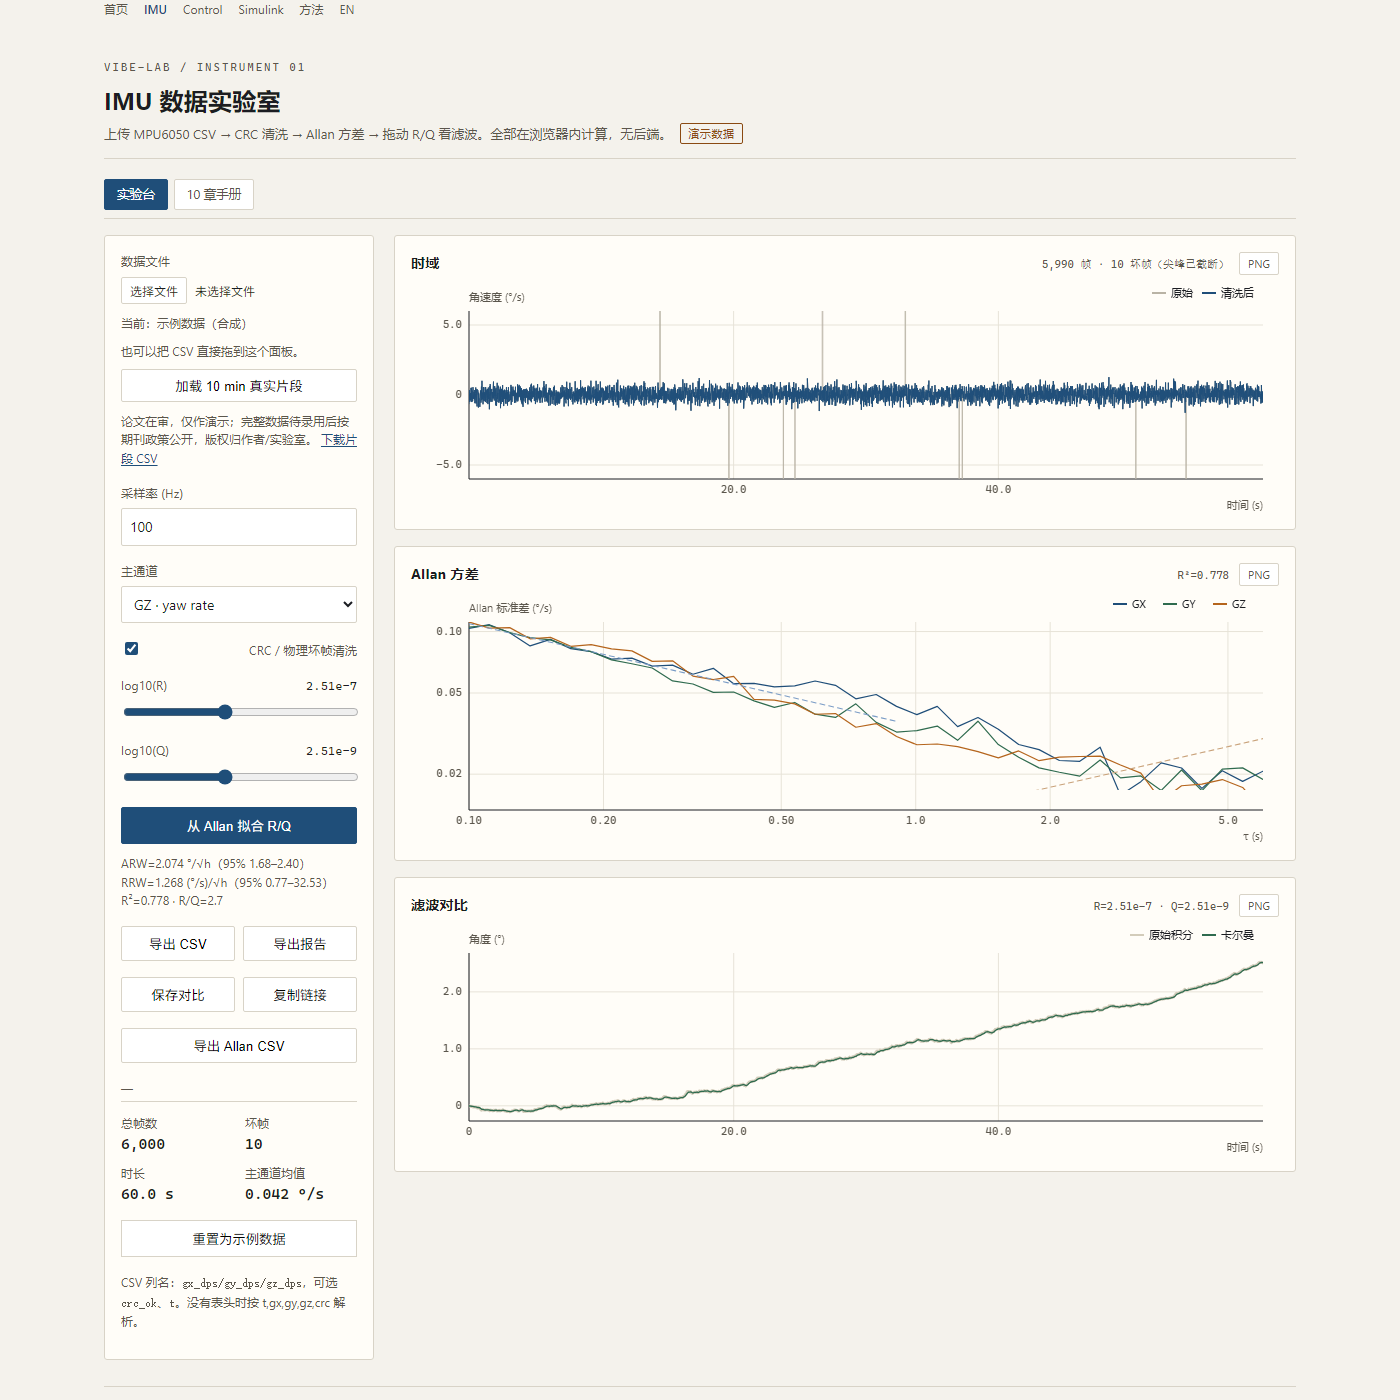 首页 IMU Control Simulink 方法 EN
VIBE-LAB / INSTRUMENT 01
IMU 数据实验室
上传 MPU6050 CSV → CRC 清洗 → Allan 方差 → 拖动 R/Q 看滤波。全部在浏览器内计算，无后端。 演示数据
实验台 10 章手册
数据文件
选择文件 未选择文件
当前：示例数据（合成）
也可以把 CSV 直接拖到这个面板。
加载 10 min 真实片段
论文在审，仅作演示；完整数据待录用后按
期刊政策公开，版权归作者/实验室。 下载片
段 CSV
采样率 (Hz)
100
主通道
GZ · yaw rate
CRC / 物理坏帧清洗
log10(R) 2.51e-7
log10(Q) 2.51e-9
从 Allan 拟合 R/Q
ARW=2.074 °/√h（95% 1.68–2.40）
RRW=1.268 (°/s)/√h（95% 0.77–32.53）
R²=0.778 · R/Q=2.7
导出 CSV 导出报告
保存对比 复制链接
导出 Allan CSV
—
总帧数 坏帧
6,000 10
时长 主通道均值
60.0 s 0.042 °/s
重置为示例数据
CSV 列名：gx_dps/gy_dps/gz_dps，可选
crc_ok、t。没有表头时按 t,gx,gy,gz,crc 解
析。
时域 5,990 帧 · 10 坏帧（尖峰已截断） PNG
角速度 (°/s) 原始 清洗后
5.0
0
−5.0
20.0 40.0
时间 (s)
Allan 方差 R²=0.778 PNG
Allan 标准差 (°/s) GX GY GZ
0.10
0.05
0.02
0.10 0.20 0.50 1.0 2.0 5.0
τ (s)
滤波对比 R=2.51e-7 · Q=2.51e-9 PNG
角度 (°) 原始积分 卡尔曼
2.0
1.0
0
0 20.0 40.0
时间 (s)